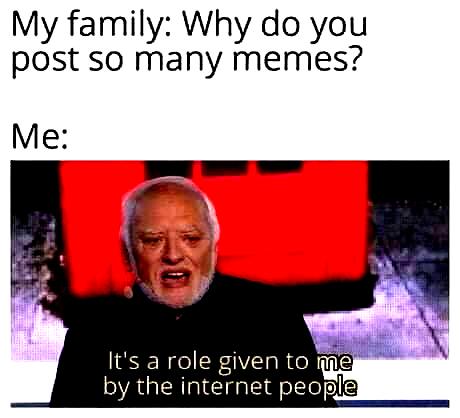 My family: Why do you
post so many memes?
Me:
It's a role given to me
by the internet people